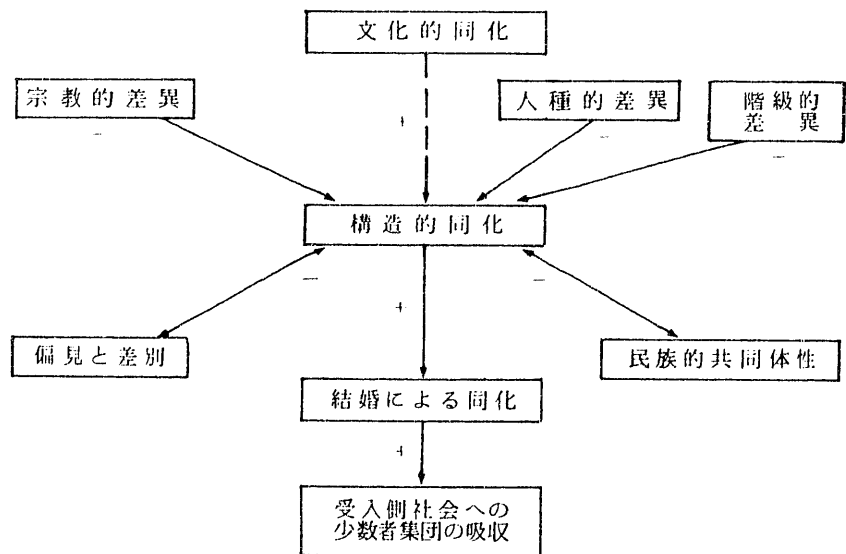 文化的同化
宗教的差異
人種的差異
階級的
差異
－
＋
－
－
構造的同化
－
＋
－
偏見と差別
民族的共同体性
結婚による同化
＋
受入側社会への
少数者集団の吸収